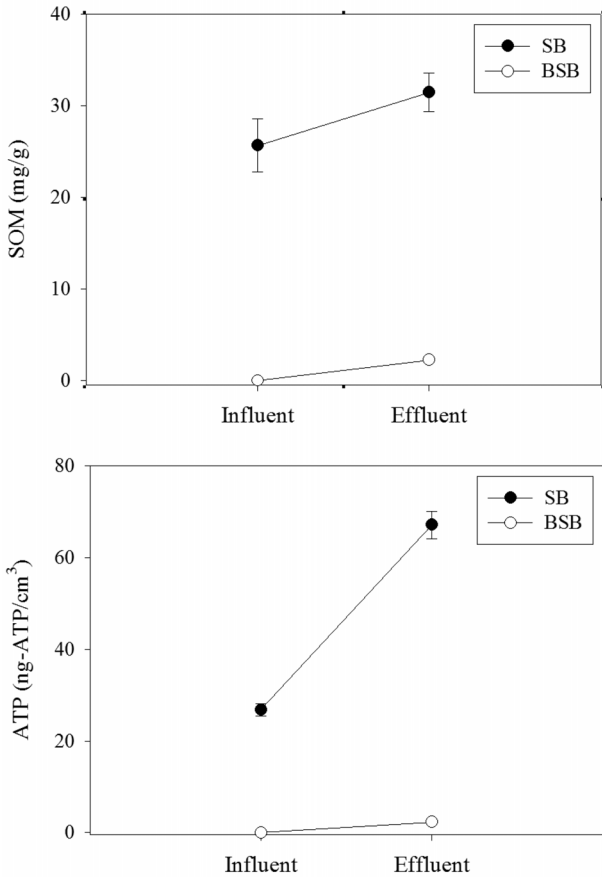 40
SB
BSB
30
SOM (mg/g)
20
10
0
Influent Effluent
80
SB
BSB
60
ATP (ng-ATP/cm³)
40
20
0
Influent Effluent